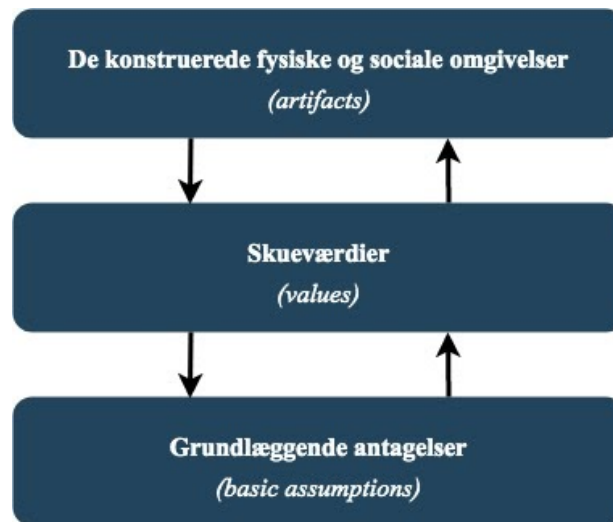 De konstruerede fysiske og sociale omgivelser
(artifacts)
Skueværdier
(values)
Grundlæggende antagelser
(basic assumptions)